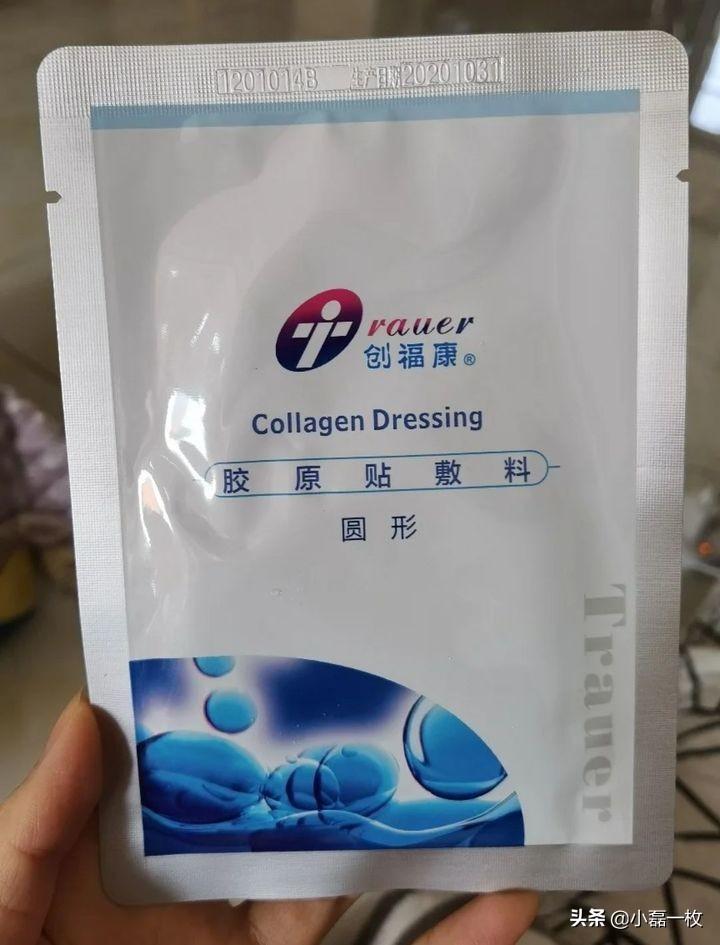 1201014B 生产日期20201031
Trauer
创福康®
Collagen Dressing
胶原贴敷料
圆形
Trauer
头条 @小磊一枚